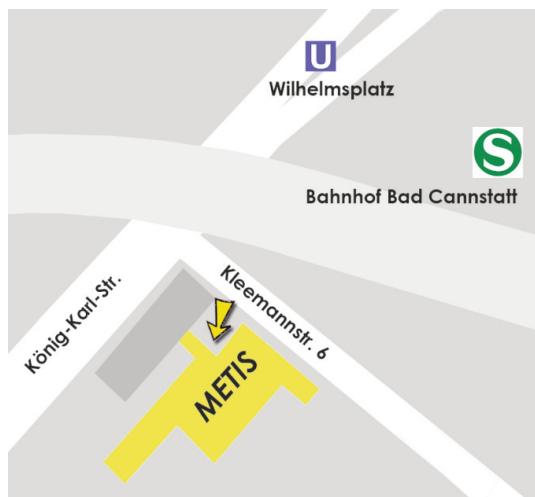 U
Wilhelmsplatz
S
Bahnhof Bad Cannstatt
König-Karl-Str.
Kleemannstr. 6
METIS